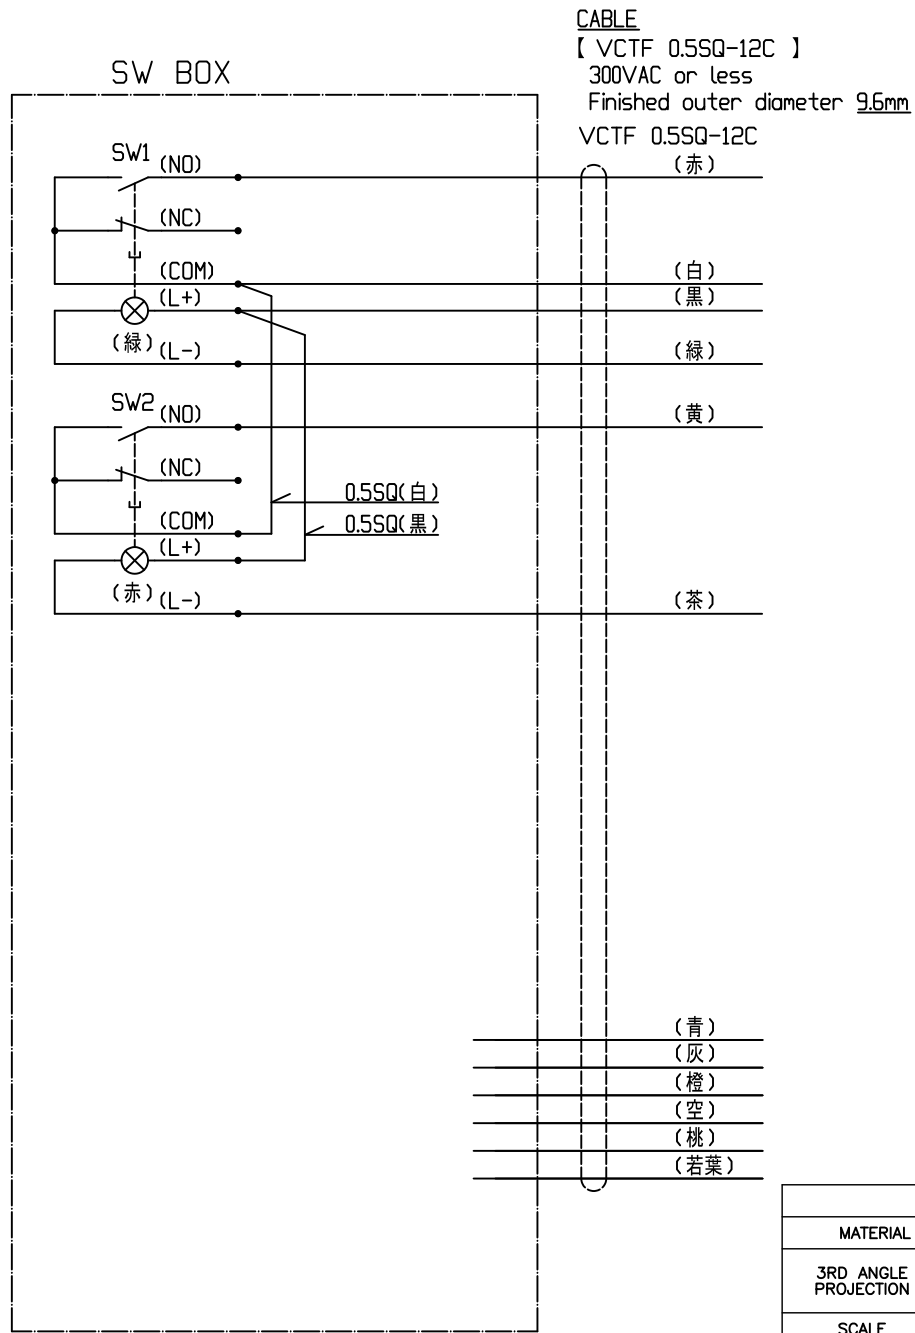 CABLE
【 VCTF 0.5SQ-12C 】
300VAC or less
Finished outer diameter 9.6mm
VCTF 0.5SQ-12C
SW BOX
SW1
(NO)
(赤)
(NC)
(COM)
(白)
(L+)
(黒)
(緑)
(L-)
(緑)
SW2
(NO)
(黄)
(NC)
0.5SQ(白)
(COM)
0.5SQ(黒)
(L+)
(赤)
(L-)
(茶)
(青)
(灰)
(橙)
(空)
(桃)
(若葉)
MATERIAL
3RD ANGLE
PROJECTION
SCALE